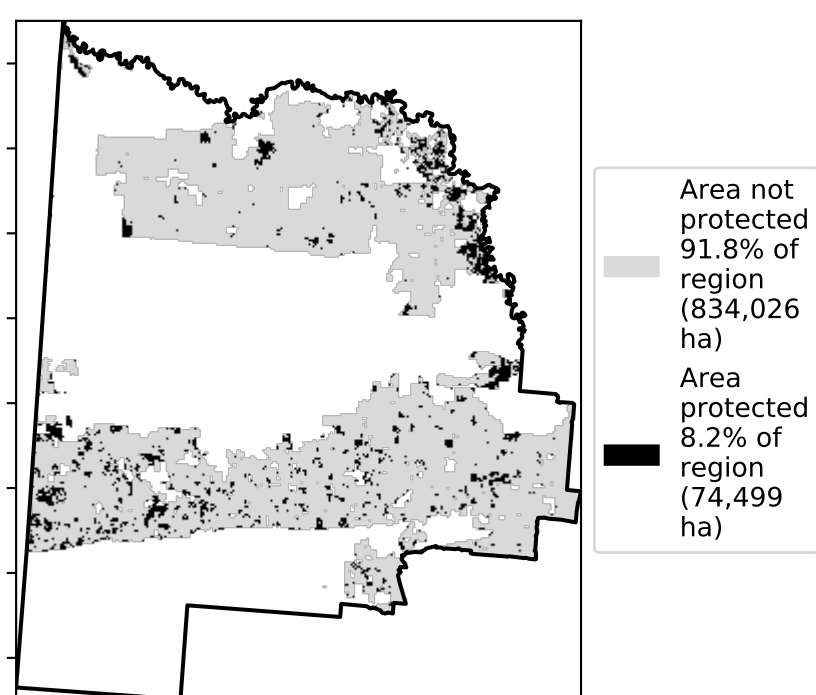 Area not
protected
91.8% of
region
(834,026
ha)
Area
protected
8.2% of
region
(74,499
ha)